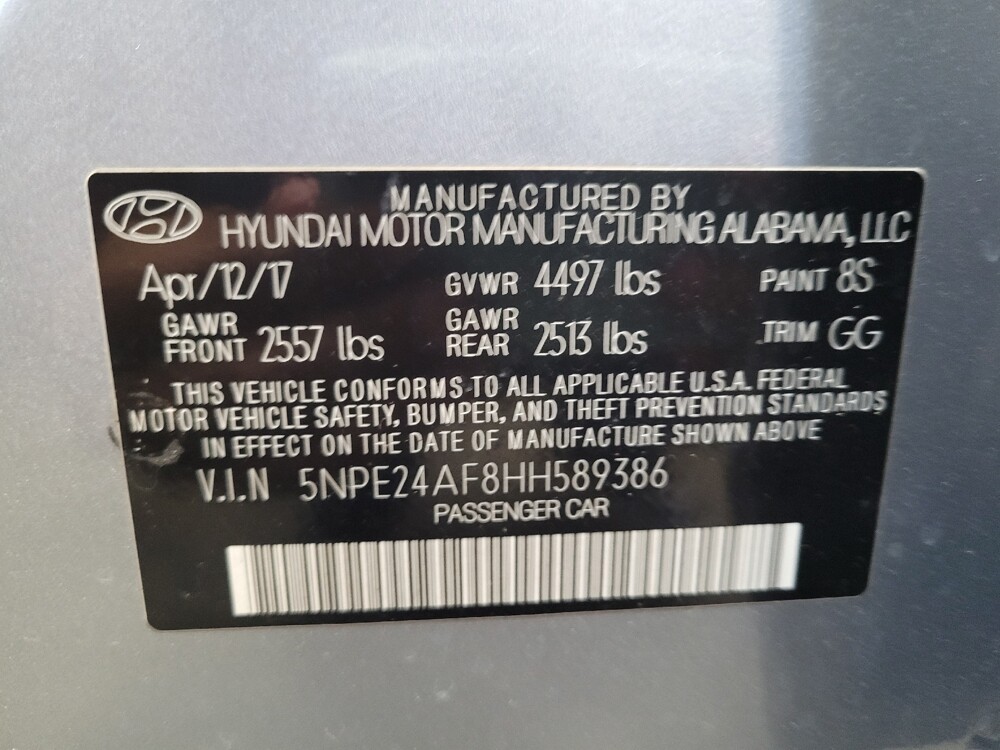 MANUFACTURED BY
HYUNDAI MOTOR MANUFACTURING ALABAMA, LLC
Apr/12/17 GVWR 4497 lbs PAINT 8S
GAWR FRONT 2557 lbs GAWR REAR 2513 lbs TRIM GG
THIS VEHICLE CONFORMS TO ALL APPLICABLE U.S.A. FEDERAL
MOTOR VEHICLE SAFETY, BUMPER, AND THEFT PREVENTION STANDARDS
IN EFFECT ON THE DATE OF MANUFACTURE SHOWN ABOVE
V.I.N 5NPE24AF8HH589386
PASSENGER CAR